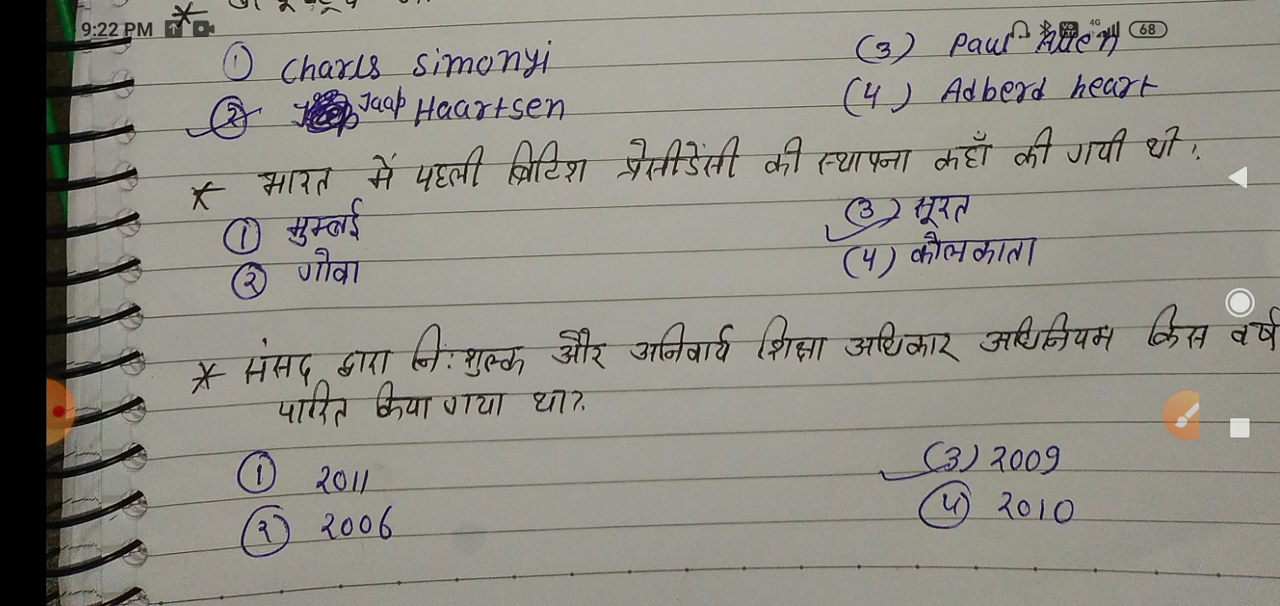 9:22 PM 68
① Charls Simonyi (3) Paul Allen
② Jaap Haartsen (4) Adberd heart
* भारत में पहली ब्रिटिश प्रेसीडेंसी की स्थापना कहाँ की गयी थी?
① मुम्बई (3) सूरत
② गोवा (4) कौलकाता
* संसद द्वारा नि:शुल्क और अनिवार्य शिक्षा अधिकार अधिनियम किस वर्ष
पारित किया गया था?
① 2011 (3) 2009
② 2006 ④ 2010